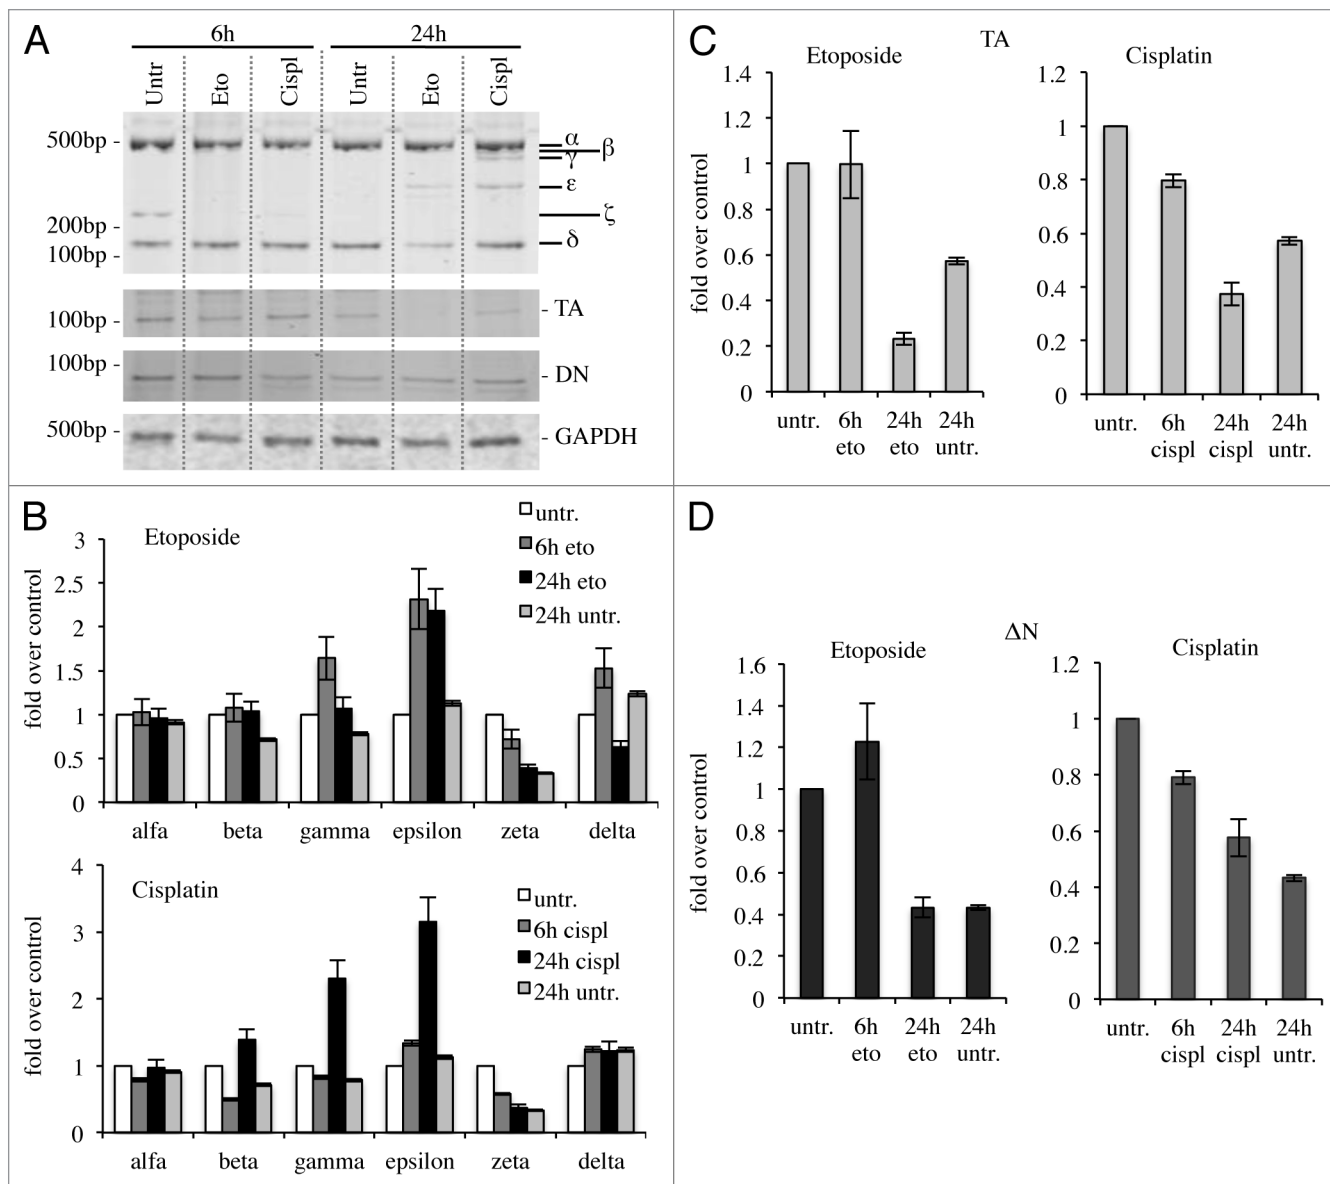 A
6h 24h
Untr Eto Cispl Untr Eto Cispl
500bp -
200bp -
100bp -
α
β
γ
ε
ζ
δ
100bp -
- TA
100bp -
- DN
500bp -
- GAPDH
B
Etoposide
untr.
6h eto
24h eto
24h untr.
fold over control
3
2.5
2
1.5
1
0.5
0
alfa beta gamma epsilon zeta delta
Cisplatin
untr.
6h cispl
24h cispl
24h untr.
fold over control
4
3
2
1
0
alfa beta gamma epsilon zeta delta
C
TA
Etoposide
fold over control
1.4
1.2
1
0.8
0.6
0.4
0.2
0
untr. 6h 24h 24h
eto eto untr.
Cisplatin
1.2
1
0.8
0.6
0.4
0.2
0
untr. 6h 24h 24h
cispl cispl untr.
D
ΔN
Etoposide
fold over control
1.6
1.4
1.2
1
0.8
0.6
0.4
0.2
0
untr. 6h 24h 24h
eto eto untr.
Cisplatin
1.2
1
0.8
0.6
0.4
0.2
0
untr. 6h 24h 24h
cispl cispl untr.